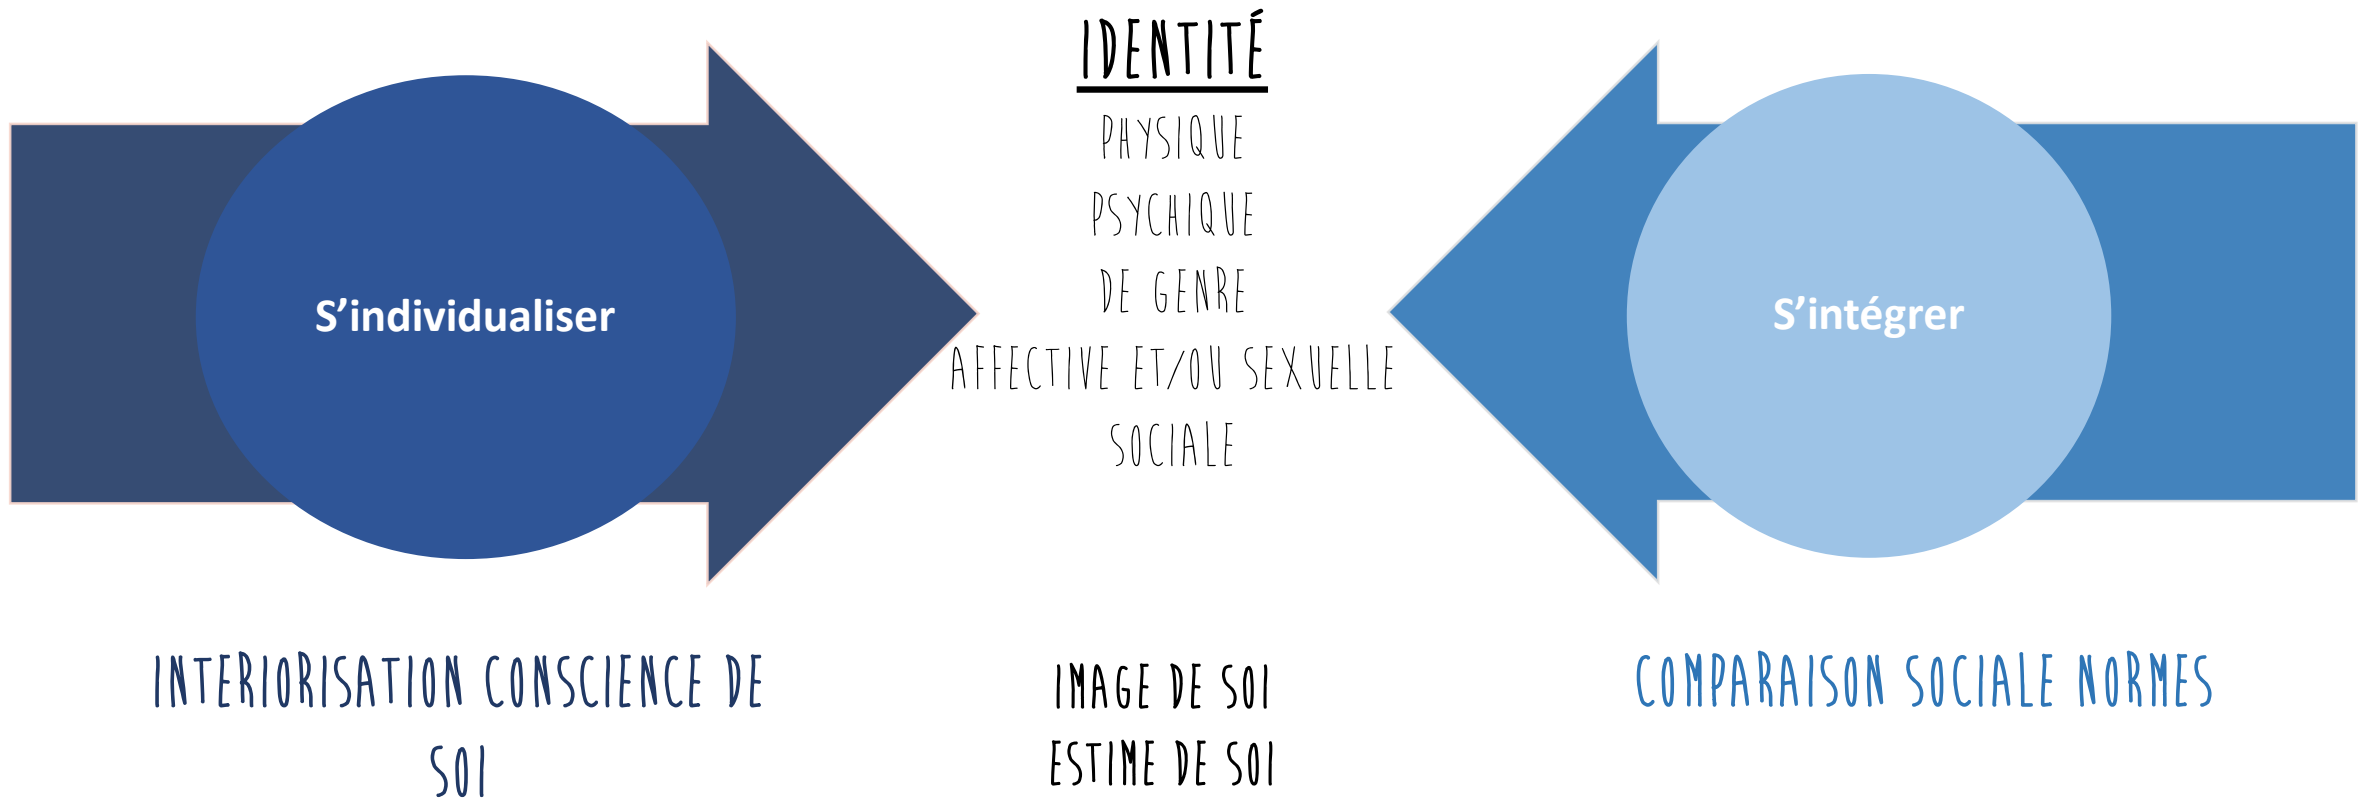 IDENTITÉ
PHYSIQUE
PSYCHIQUE
DE GENRE
AFFECTIVE ET/OU SEXUELLE
SOCIALE
S’individualiser
S’intégrer
INTERIORISATION CONSCIENCE DE
SOI
IMAGE DE SOI
ESTIME DE SOI
COMPARAISON SOCIALE NORMES